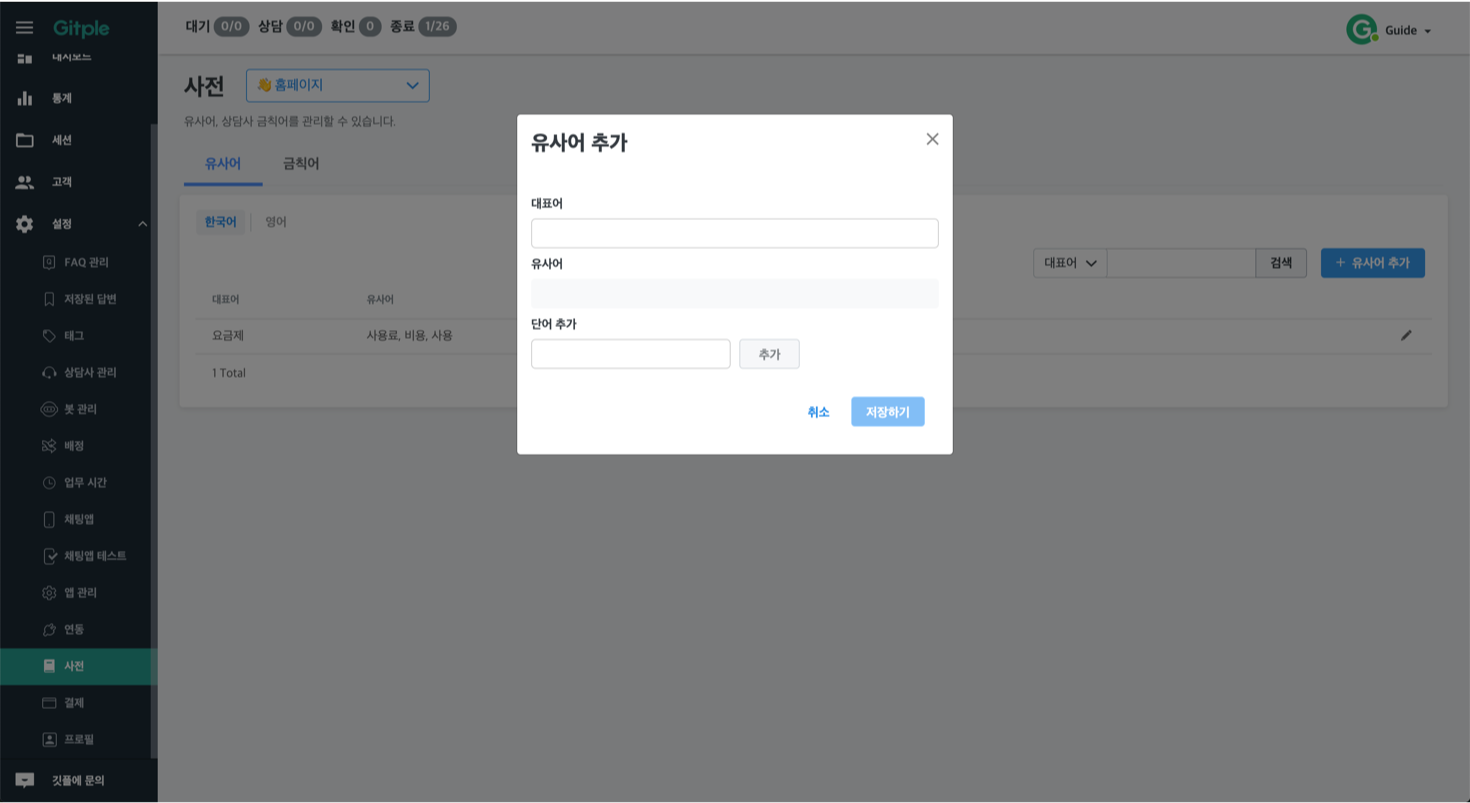 Gitple
대기 0/0 상담 0/0 확인 0 종료 1/26
Guide
대시보드
통계
세션
고객
설정
FAQ 관리
저장된 답변
태그
상담사 관리
봇 관리
배정
업무 시간
채팅앱
채팅앱 테스트
앱 관리
연동
사전
결제
프로필
깃플에 문의
사전
👋 홈페이지
유사어, 상담사 금칙어를 관리할 수 있습니다.
유사어 금칙어
한국어 영어
대표어 검색 + 유사어 추가
대표어 유사어
요금제 사용료, 비용, 사용
1 Total
유사어 추가
대표어
유사어
단어 추가
추가
취소 저장하기